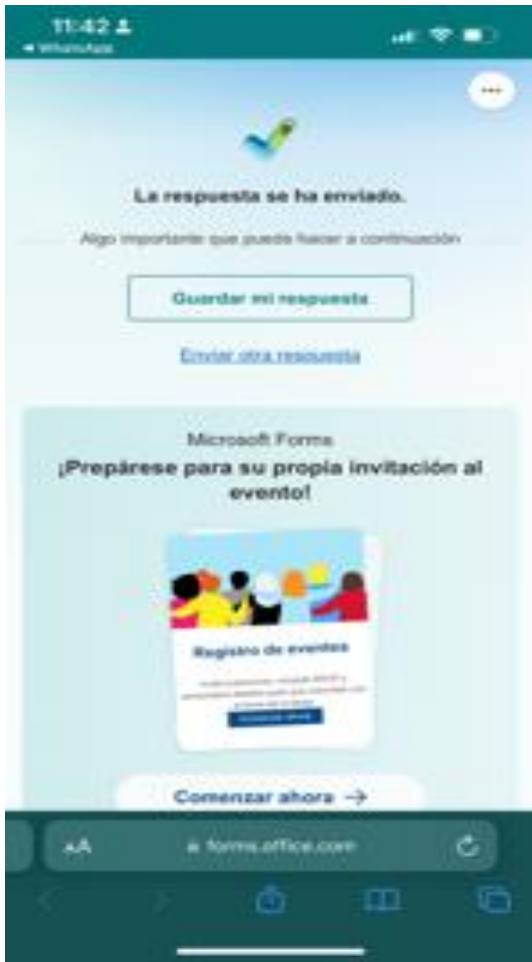 11:42
WhatsApp
La respuesta se ha enviado.
Algo importante que puede hacer a continuación
Guardar mi respuesta
Enviar otra respuesta
Microsoft Forms
¡Prepárese para su propia invitación al
evento!
Registro de eventos
Comenzar ahora →
AA
forms.office.com